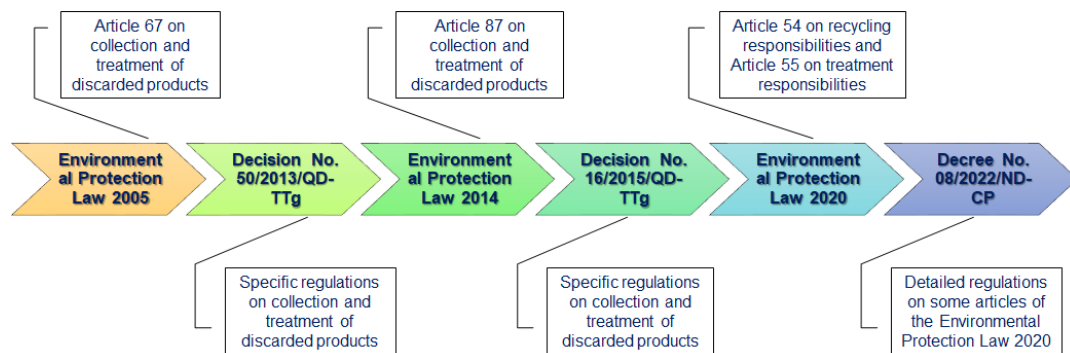 Article 67 on
collection and
treatment of
discarded products
Article 87 on
collection and
treatment of
discarded products
Article 54 on recycling
responsibilities and
Article 55 on treatment
responsibilities
Environment
al Protection
Law 2005
Decision No.
50/2013/QD-
TTg
Environment
al Protection
Law 2014
Decision No.
16/2015/QD-
TTg
Environment
al Protection
Law 2020
Decree No.
08/2022/ND-
CP
Specific regulations
on collection and
treatment of
discarded products
Specific regulations
on collection and
treatment of
discarded products
Detailed regulations
on some articles of
the Environmental
Protection Law 2020